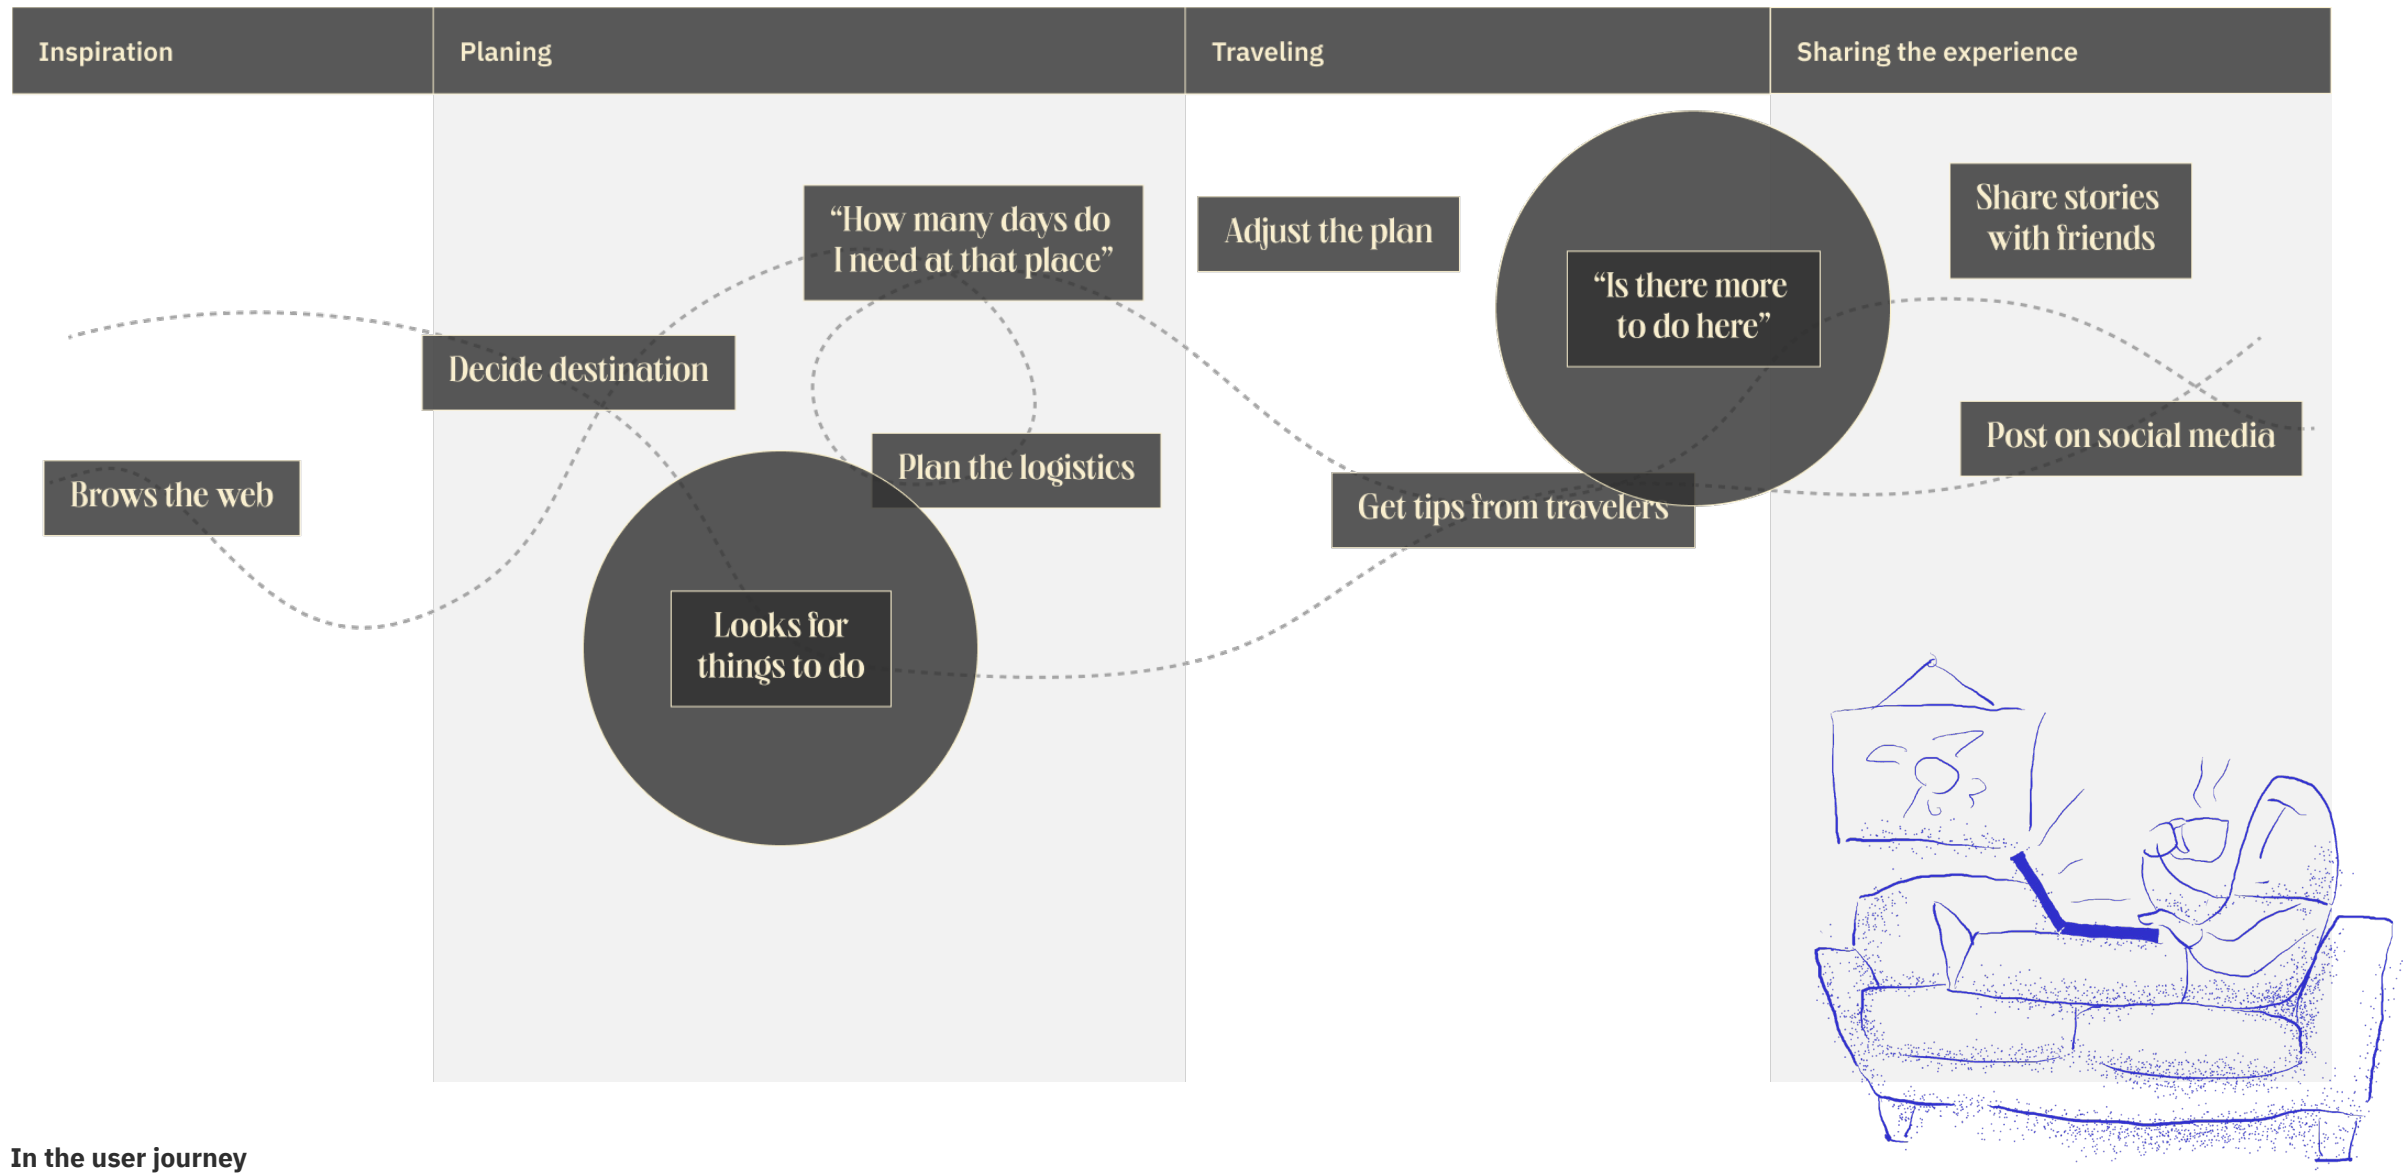 Inspiration
Planing
Traveling
Sharing the experience
Brows the web
Decide destination
“How many days do
I need at that place”
Plan the logistics
Looks for
things to do
Adjust the plan
“Is there more
to do here”
Get tips from travelers
Share stories
with friends
Post on social media
In the user journey